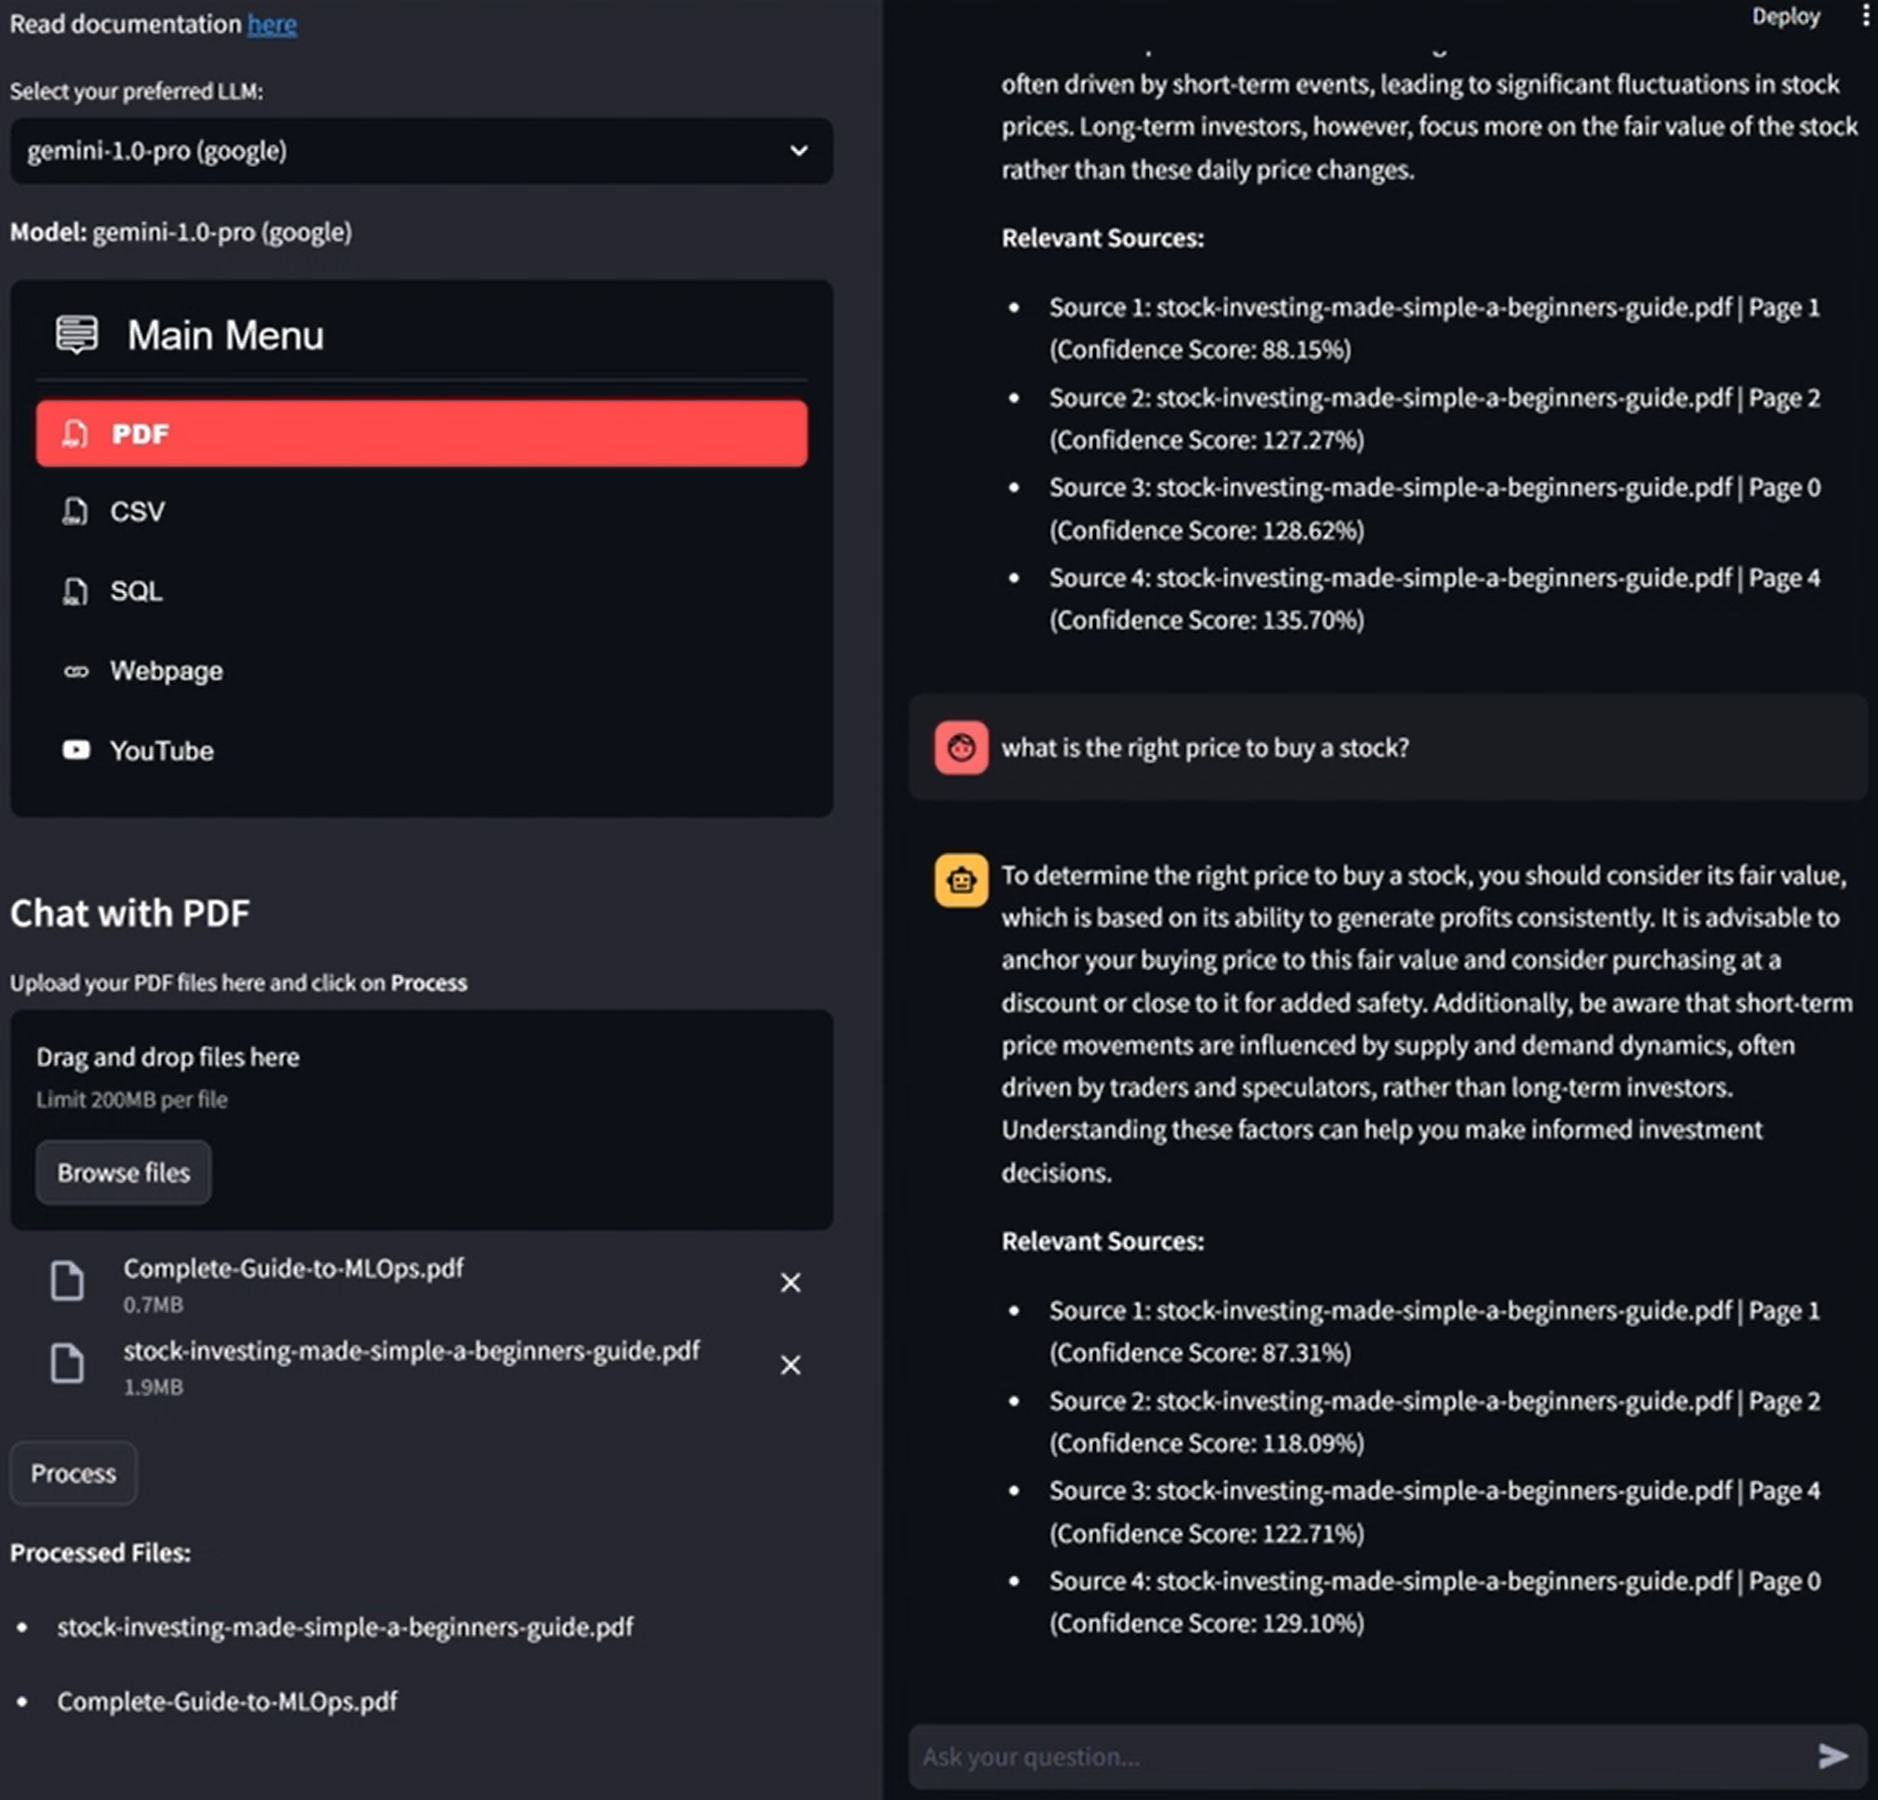 Read documentation here
Select your preferred LLM:
gemini-1.0-pro (google)
Model: gemini-1.0-pro (google)
Main Menu
PDF
CSV
SQL
Webpage
YouTube
Chat with PDF
Upload your PDF files here and click on Process
Drag and drop files here
Limit 200MB per file
Browse files
Complete-Guide-to-MLOps.pdf
0.7MB
stock-investing-made-simple-a-beginners-guide.pdf
1.9MB
Process
Processed Files:
• stock-investing-made-simple-a-beginners-guide.pdf
• Complete-Guide-to-MLOps.pdf
Deploy
often driven by short-term events, leading to significant fluctuations in stock
prices. Long-term investors, however, focus more on the fair value of the stock
rather than these daily price changes.
Relevant Sources:
• Source 1: stock-investing-made-simple-a-beginners-guide.pdf | Page 1
(Confidence Score: 88.15%)
• Source 2: stock-investing-made-simple-a-beginners-guide.pdf | Page 2
(Confidence Score: 127.27%)
• Source 3: stock-investing-made-simple-a-beginners-guide.pdf | Page 0
(Confidence Score: 128.62%)
• Source 4: stock-investing-made-simple-a-beginners-guide.pdf | Page 4
(Confidence Score: 135.70%)
what is the right price to buy a stock?
To determine the right price to buy a stock, you should consider its fair value,
which is based on its ability to generate profits consistently. It is advisable to
anchor your buying price to this fair value and consider purchasing at a
discount or close to it for added safety. Additionally, be aware that short-term
price movements are influenced by supply and demand dynamics, often
driven by traders and speculators, rather than long-term investors.
Understanding these factors can help you make informed investment
decisions.
Relevant Sources:
• Source 1: stock-investing-made-simple-a-beginners-guide.pdf | Page 1
(Confidence Score: 87.31%)
• Source 2: stock-investing-made-simple-a-beginners-guide.pdf | Page 2
(Confidence Score: 118.09%)
• Source 3: stock-investing-made-simple-a-beginners-guide.pdf | Page 4
(Confidence Score: 122.71%)
• Source 4: stock-investing-made-simple-a-beginners-guide.pdf | Page 0
(Confidence Score: 129.10%)
Ask your question...